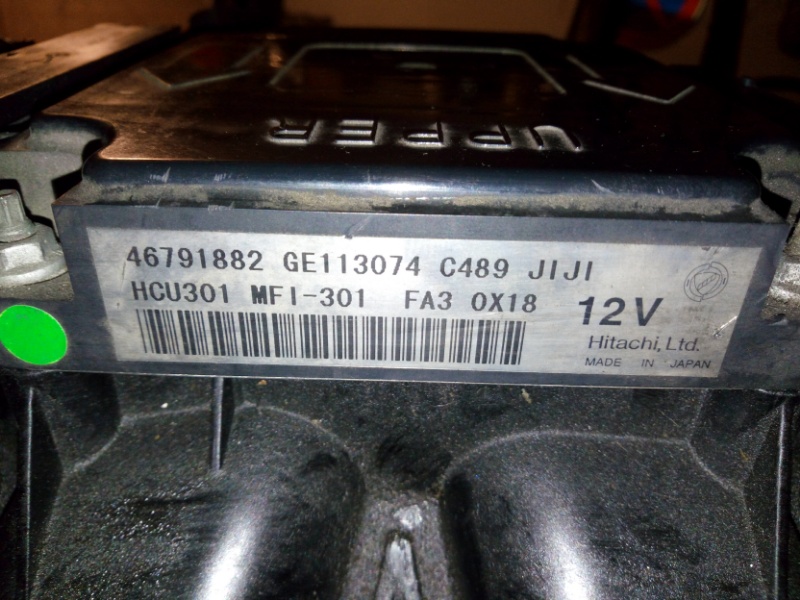 UPPER
46791882 GE113074 C489 JIJI
HCU301 MFI-301 FA3 0X18
12V
Hitachi, Ltd.
MADE IN JAPAN